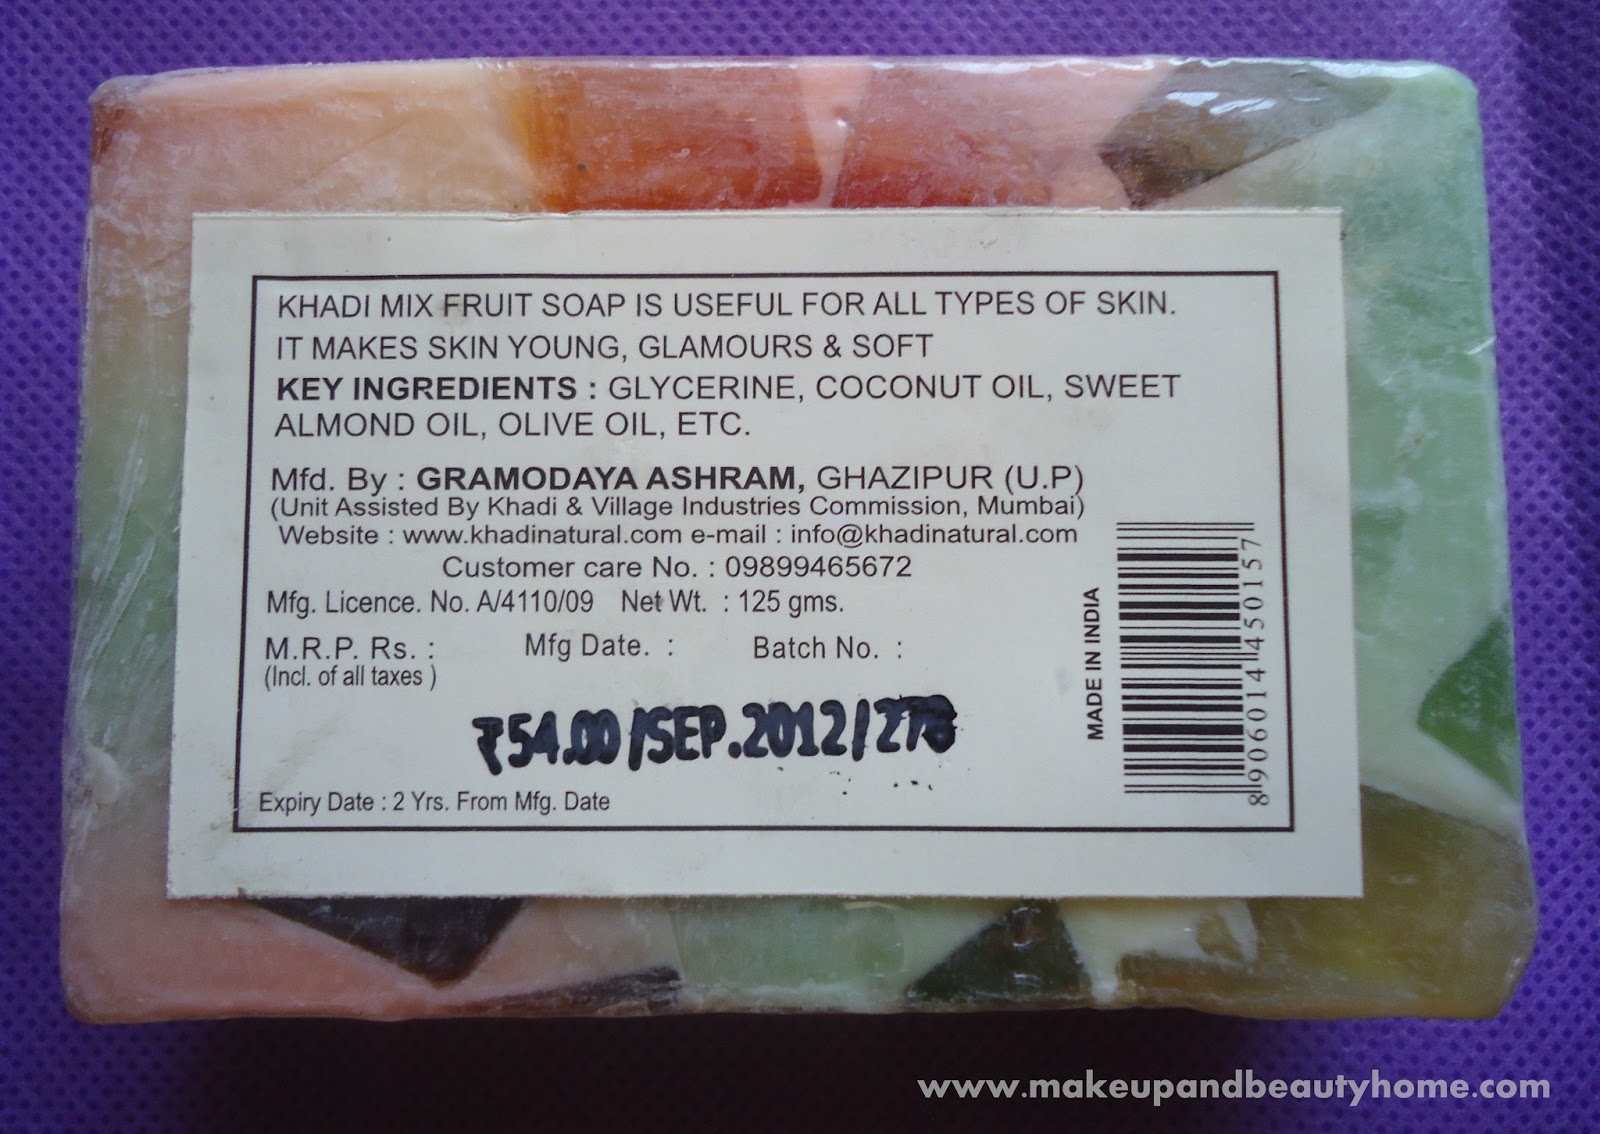 KHADI MIX FRUIT SOAP IS USEFUL FOR ALL TYPES OF SKIN.
IT MAKES SKIN YOUNG, GLAMOURS & SOFT
KEY INGREDIENTS : GLYCERINE, COCONUT OIL, SWEET
ALMOND OIL, OLIVE OIL, ETC.
Mfd. By : GRAMODAYA ASHRAM, GHAZIPUR (U.P)
(Unit Assisted By Khadi & Village Industries Commission, Mumbai)
Website : www.khadinatural.com e-mail : info@khadinatural.com
Customer care No. : 09899465672
Mfg. Licence. No. A/4110/09 Net Wt. : 125 gms.
M.R.P. Rs. : Mfg Date. : Batch No. :
(Incl. of all taxes )
₹54.00/SEP.2012/
Expiry Date : 2 Yrs. From Mfg. Date
MADE IN INDIA
8906014450157
www.makeupandbeautyhome.com